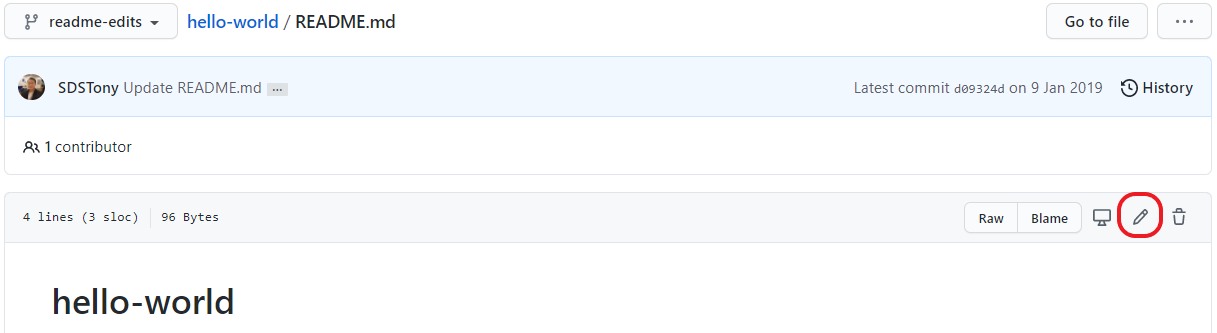 readme-edits hello-world / README.md Go to file ...
SDSTony Update README.md ... Latest commit d09324d on 9 Jan 2019 History
1 contributor
4 lines (3 sloc) 96 Bytes Raw Blame
hello-world